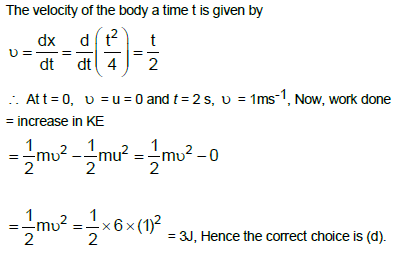 The velocity of the body a time t is given by
υ = dx/dt = d/dt (t²/4) = t/2
∴ At t = 0, υ = u = 0 and t = 2 s, υ = 1ms⁻¹, Now, work done
= increase in KE
= 1/2 mυ² − 1/2 mu² = 1/2 mυ² − 0
= 1/2 mυ² = 1/2 × 6 × (1)² = 3J, Hence the correct choice is (d).